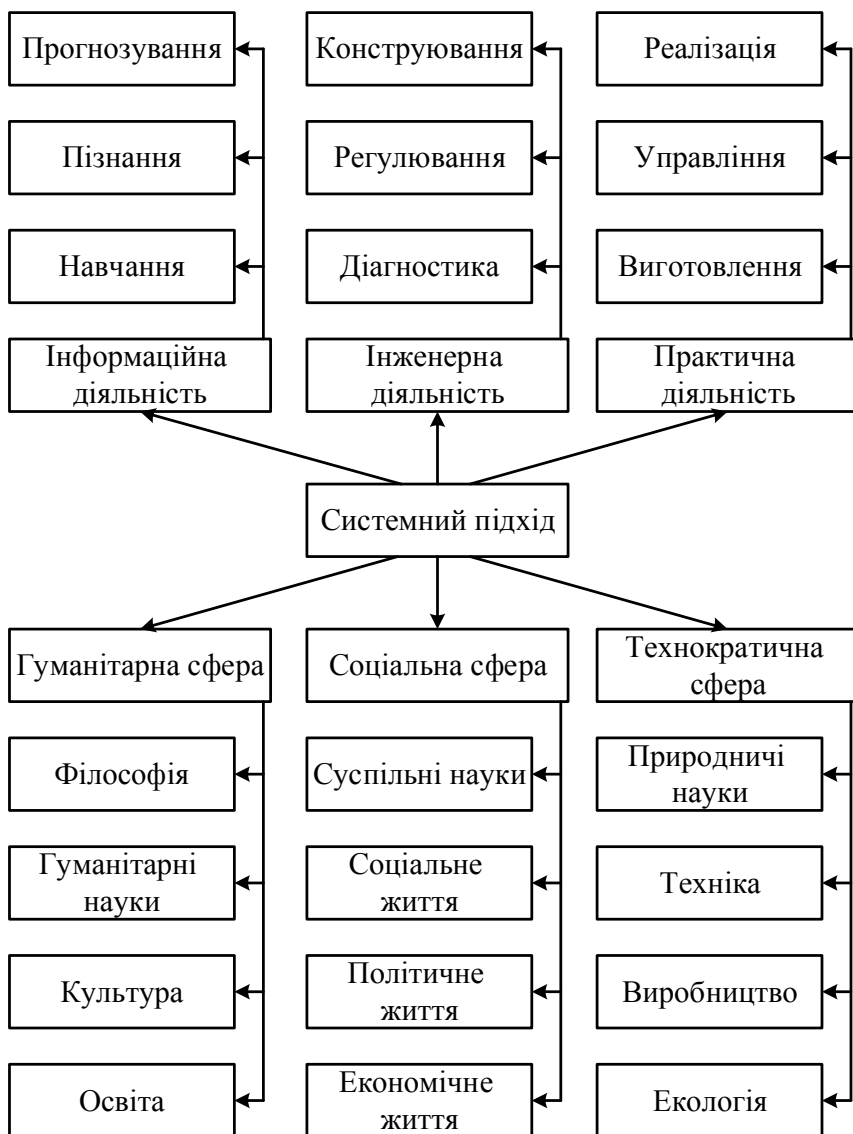 Прогнозування
Конструювання
Реалізація
Пізнання
Регулювання
Управління
Навчання
Діагностика
Виготовлення
Інформаційна
діяльність
Інженерна
діяльність
Практична
діяльність
Системний підхід
Гуманітарна сфера
Соціальна сфера
Технократична
сфера
Філософія
Суспільні науки
Природничі
науки
Гуманітарні
науки
Соціальне
життя
Техніка
Культура
Політичне
життя
Виробництво
Освіта
Економічне
життя
Екологія